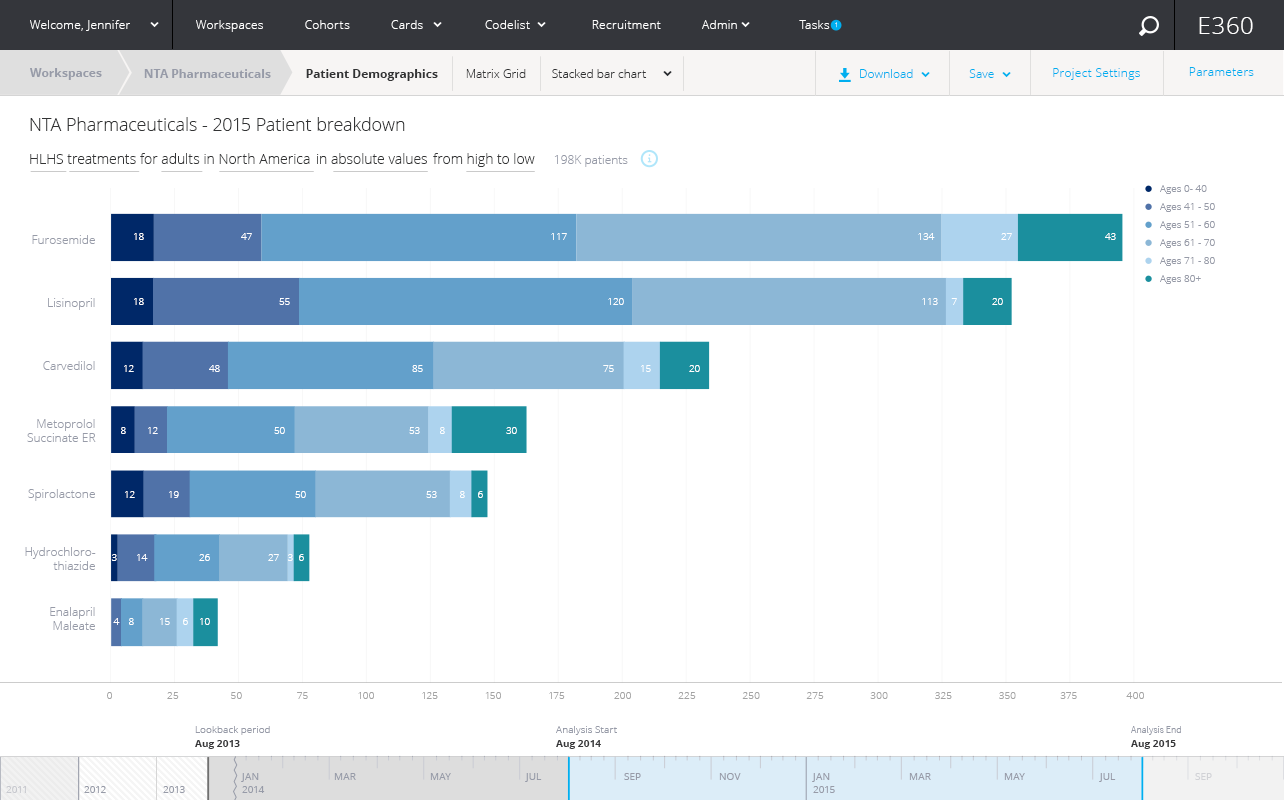 Welcome, Jennifer Workspaces Cohorts Cards Codelist Recruitment Admin Tasks ! E360
Workspaces NTA Pharmaceuticals Patient Demographics Matrix Grid Stacked bar chart Download Save Project Settings Parameters
NTA Pharmaceuticals - 2015 Patient breakdown
HLHS treatments for adults in North America in absolute values from high to low 198K patients i
Ages 0- 40
Ages 41 - 50
Ages 51 - 60
Ages 61 - 70
Ages 71 - 80
Ages 80+
Furosemide 18 47 117 134 27 43
Lisinopril 18 55 120 113 7 20
Carvedilol 12 48 85 75 15 20
Metoprolol
Succinate ER 8 12 50 53 8 30
Spirolactone 12 19 50 53 8 6
Hydrochloro-
thiazide 3 14 26 27 3 6
Enalapril
Maleate 4 8 15 6 10
0 25 50 75 100 125 150 175 200 225 250 275 300 325 350 375 400
Lookback period Analysis Start Analysis End
Aug 2013 Aug 2014 Aug 2015
JAN MAR MAY JUL SEP NOV JAN MAR MAY JUL SEP
2011 2012 2013 2014 2015